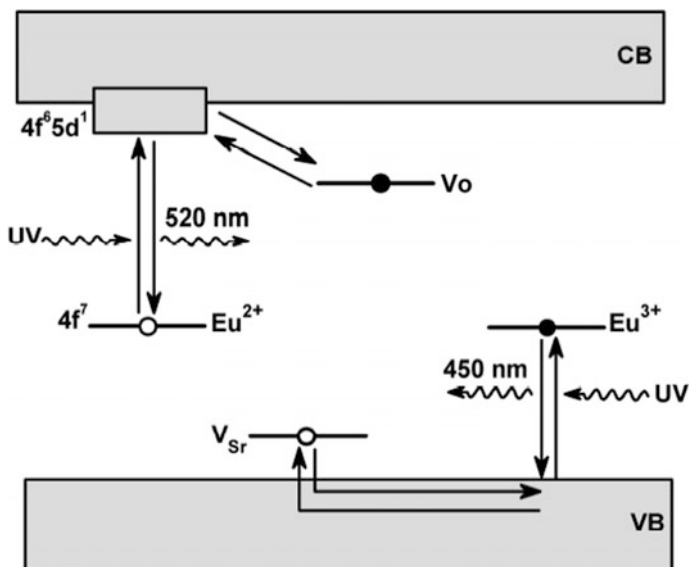 CB
4f⁶5d¹
Vo
UV
520 nm
4f⁷
Eu²⁺
Eu³⁺
450 nm
UV
V_Sr
VB